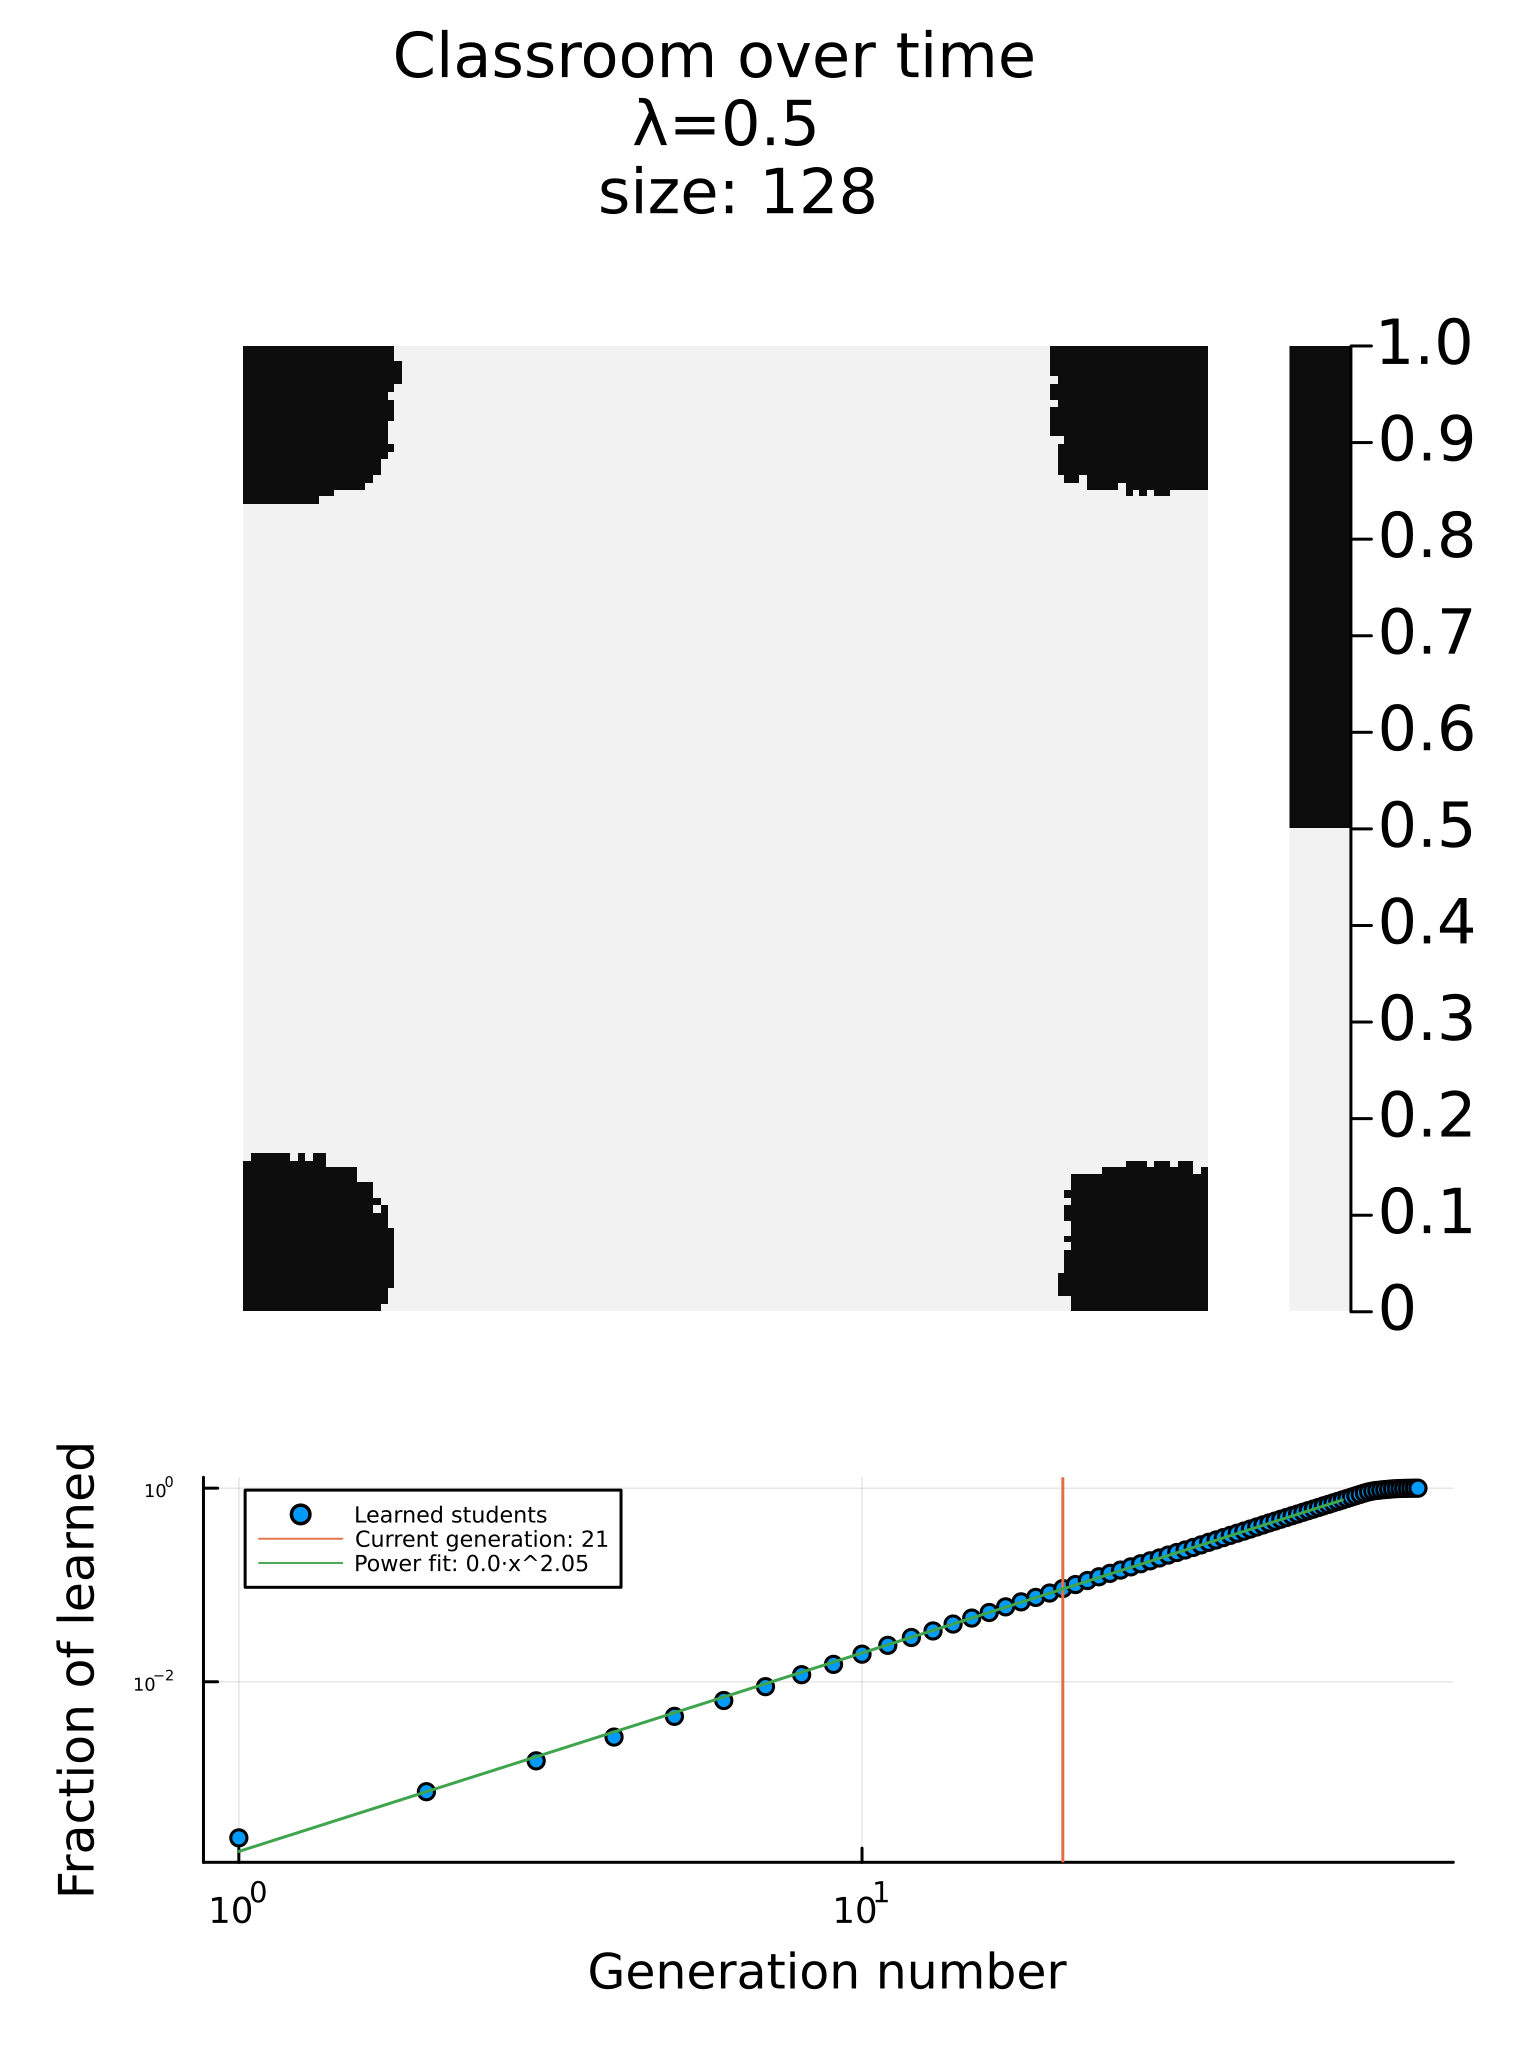 Classroom over time
λ=0.5
size: 128
1.0
0.9
0.8
0.7
0.6
0.5
0.4
0.3
0.2
0.1
0
Fraction of learned
10^0
10^−2
Learned students
Current generation: 21
Power fit: 0.0·x^2.05
10^0
10^1
Generation number